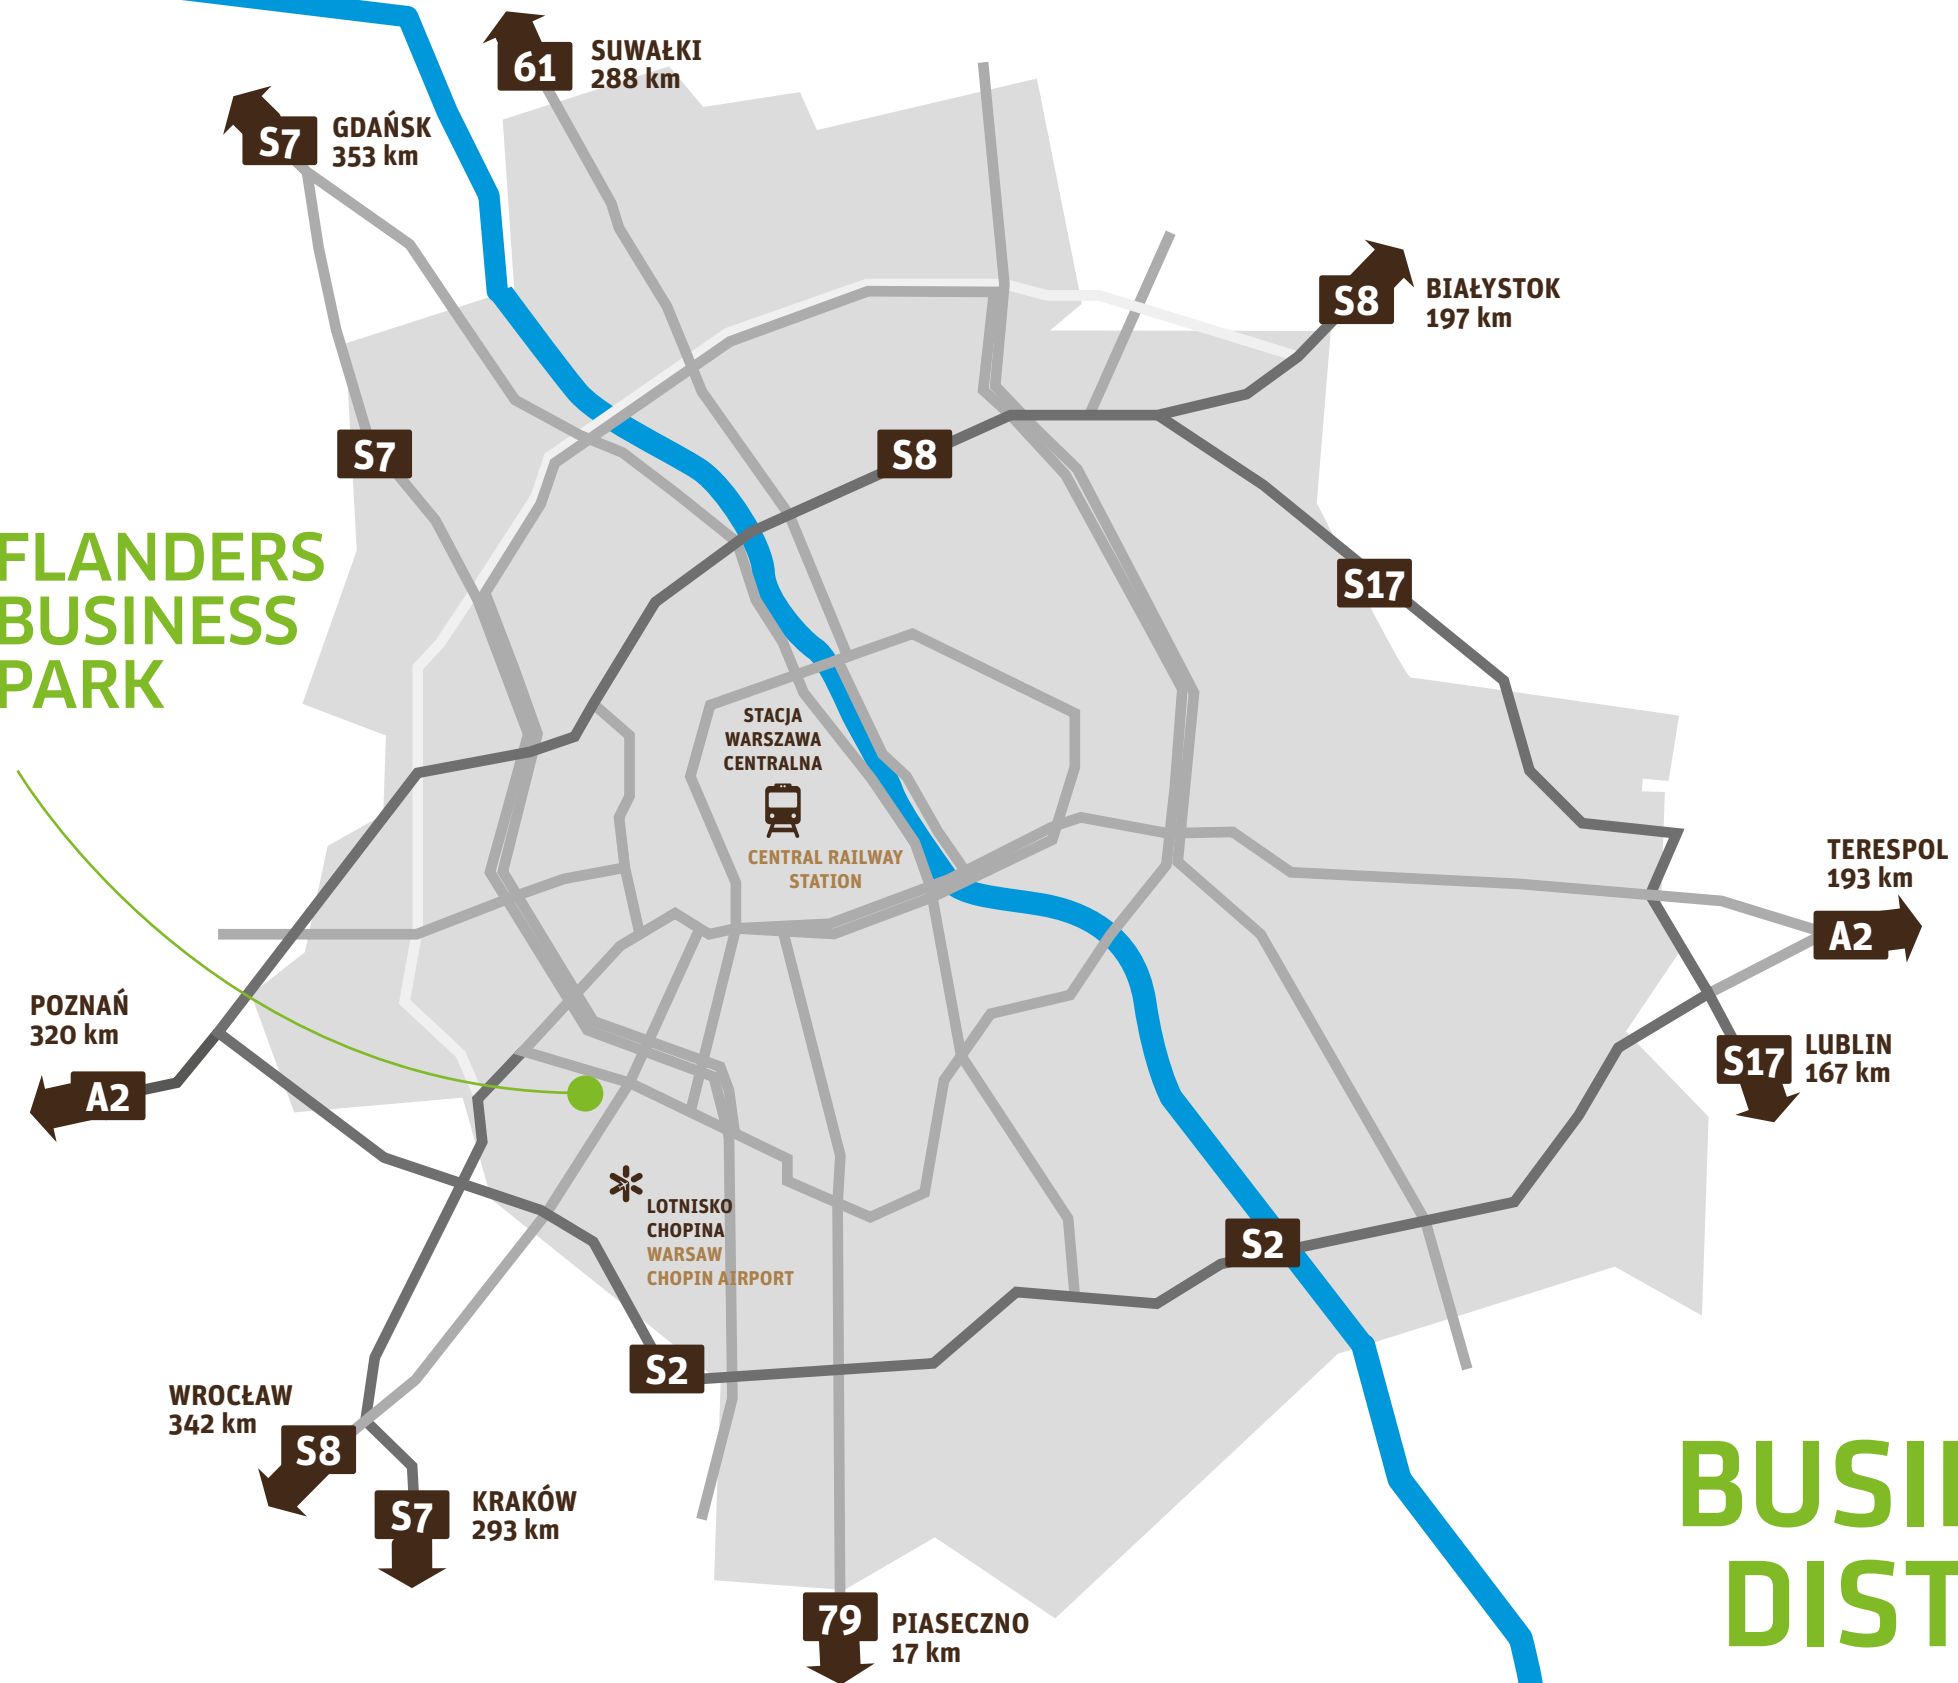 61
SUWAŁKI
288 km
S7
GDAŃSK
353 km
S8
BIAŁYSTOK
197 km
S7
S8
S17
FLANDERS
BUSINESS
PARK
STACJA
WARSZAWA
CENTRALNA
CENTRAL RAILWAY
STATION
TERESPOL
193 km
A2
POZNAŃ
320 km
A2
S17
LUBLIN
167 km
LOTNISKO
CHOPINA
WARSAW
CHOPIN AIRPORT
S2
S2
WROCŁAW
342 km
S8
S7
KRAKÓW
293 km
79
PIASECZNO
17 km
BUSI
DIST